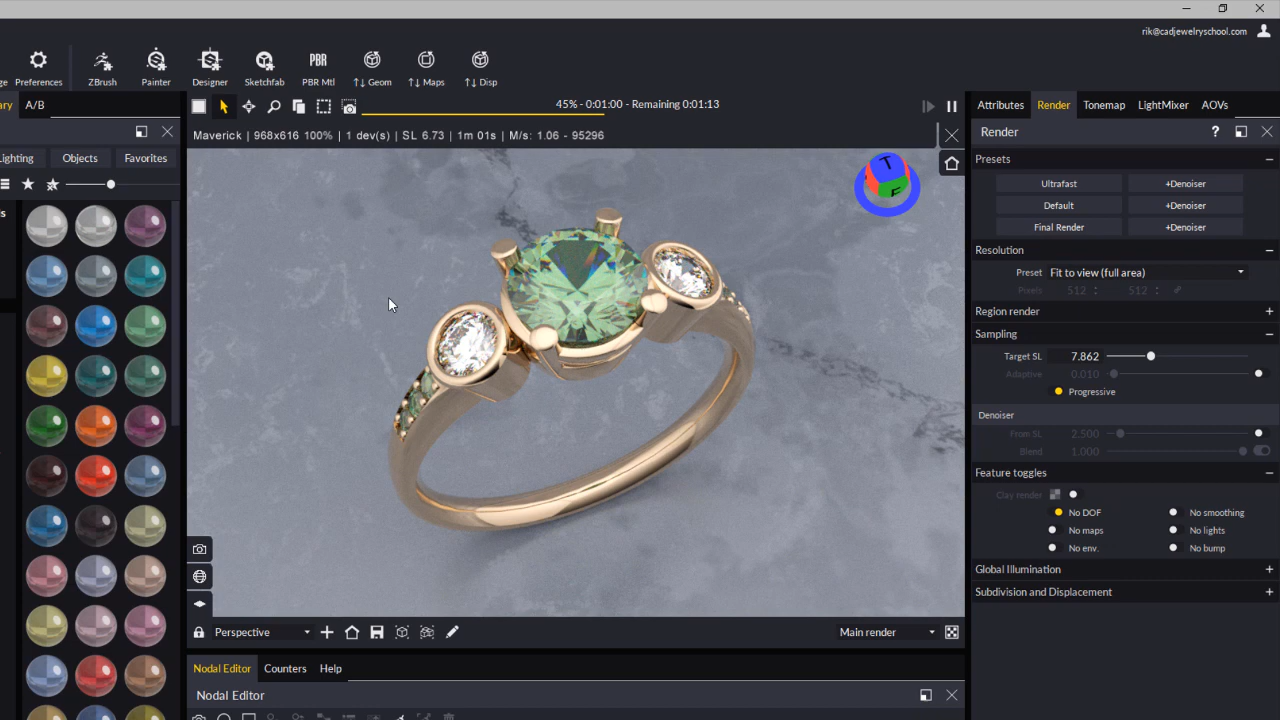 rik@cadjewelryschool.com
ge Preferences ZBrush Painter Designer Sketchfab PBR Mtl ↑↓ Geom ↑↓ Maps ↑↓ Disp
PBR
ary A/B
45% - 0:01:00 - Remaining 0:01:13
Attributes Render Tonemap LightMixer AOVs
Maverick | 968x616 100% | 1 dev(s) | SL 6.73 | 1m 01s | M/s: 1.06 - 95296
Render ?
Lighting Objects Favorites
Presets
Ultrafast +Denoiser
Default +Denoiser
Final Render +Denoiser
Resolution
Preset Fit to view (full area)
Pixels 512 512
Region render
Sampling
Target SL 7.862
Adaptive 0.010
Progressive
Denoiser
From SL 2.500
Blend 1.000
Feature toggles
Clay render
No DOF No smoothing
No maps No lights
No env. No bump
Global Illumination
Subdivision and Displacement
T
F
Perspective Main render
Nodal Editor Counters Help
Nodal Editor